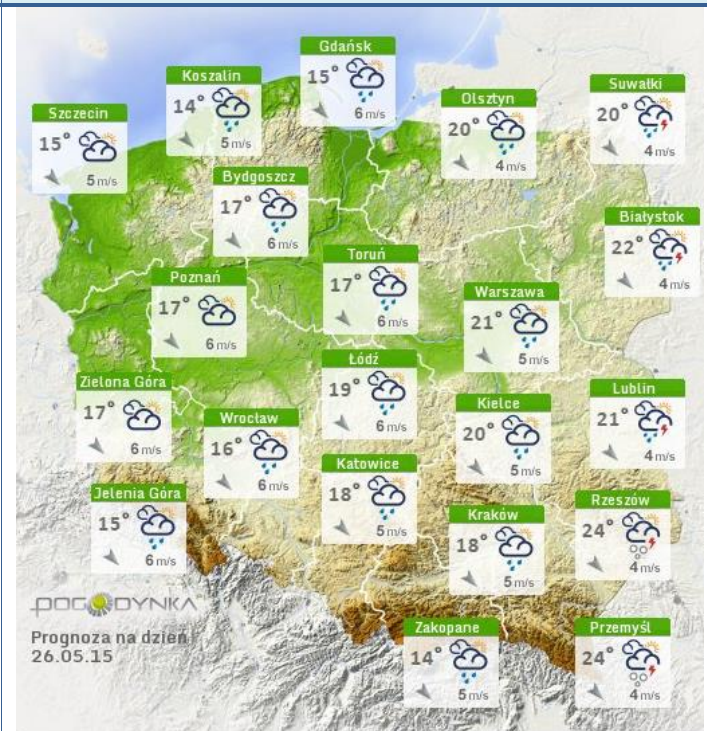 Gdańsk
15°
6 m/s
Koszalin
14°
5 m/s
Suwałki
20°
4 m/s
Olsztyn
20°
4 m/s
Szczecin
15°
5 m/s
Bydgoszcz
17°
6 m/s
Białystok
22°
4 m/s
Toruń
17°
6 m/s
Poznań
17°
6 m/s
Warszawa
21°
5 m/s
Łódź
19°
6 m/s
Zielona Góra
17°
6 m/s
Lublin
21°
4 m/s
Kielce
20°
5 m/s
Wrocław
16°
6 m/s
Katowice
18°
5 m/s
Jelenia Góra
15°
6 m/s
Rzeszów
24°
4 m/s
Kraków
18°
5 m/s
POGODYNKA
Prognoza na dzień
26.05.15
Zakopane
14°
5 m/s
Przemyśl
24°
4 m/s